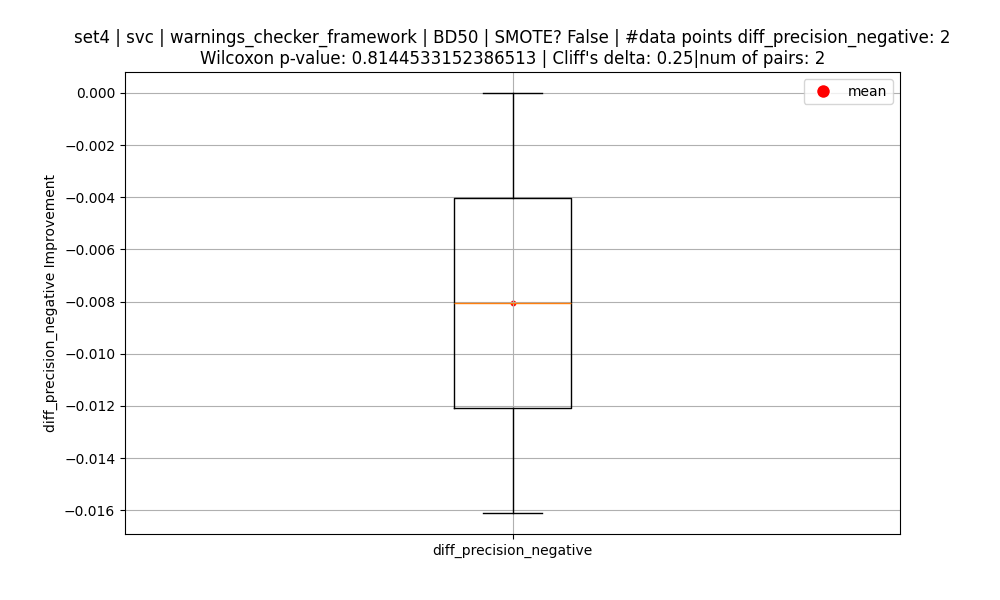 set4 | svc | warnings_checker_framework | BD50 | SMOTE? False | #data points diff_precision_negative: 2
Wilcoxon p-value: 0.8144533152386513 | Cliff's delta: 0.25|num of pairs: 2
mean
0.000
−0.002
−0.004
−0.006
−0.008
−0.010
−0.012
−0.014
−0.016
diff_precision_negative Improvement
diff_precision_negative